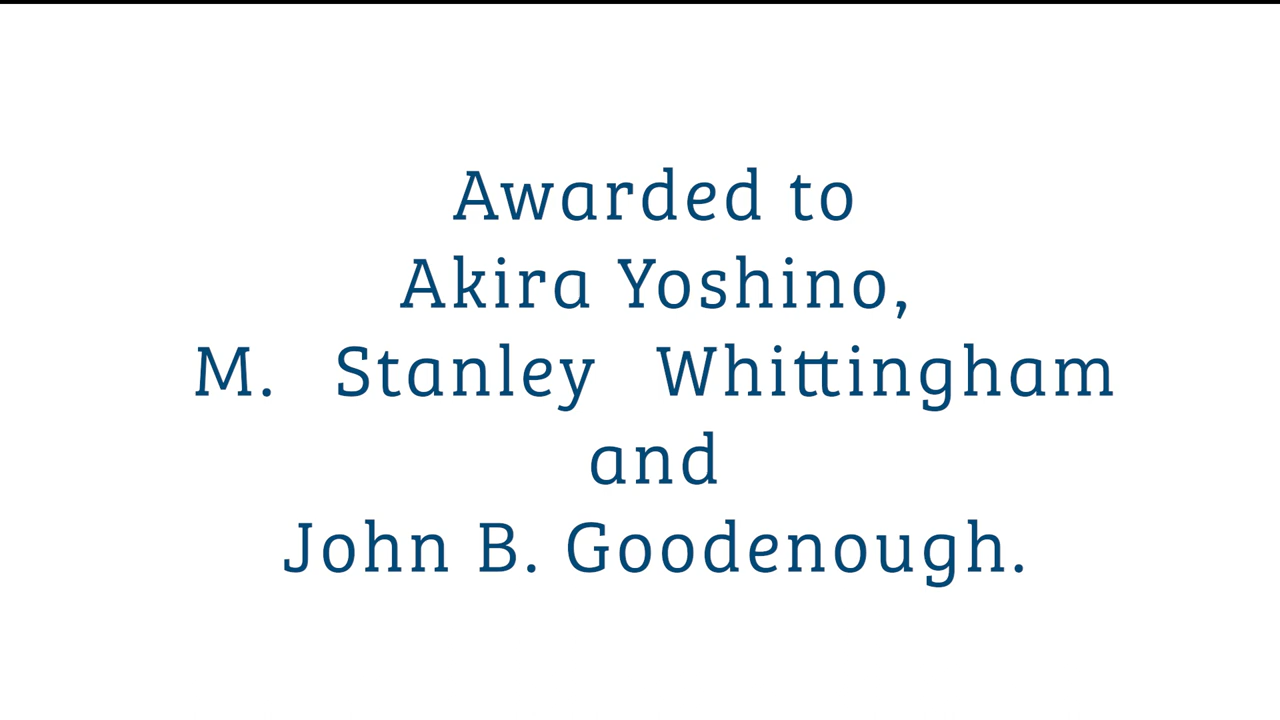 Awarded to
Akira Yoshino,
M. Stanley Whittingham
and
John B. Goodenough.